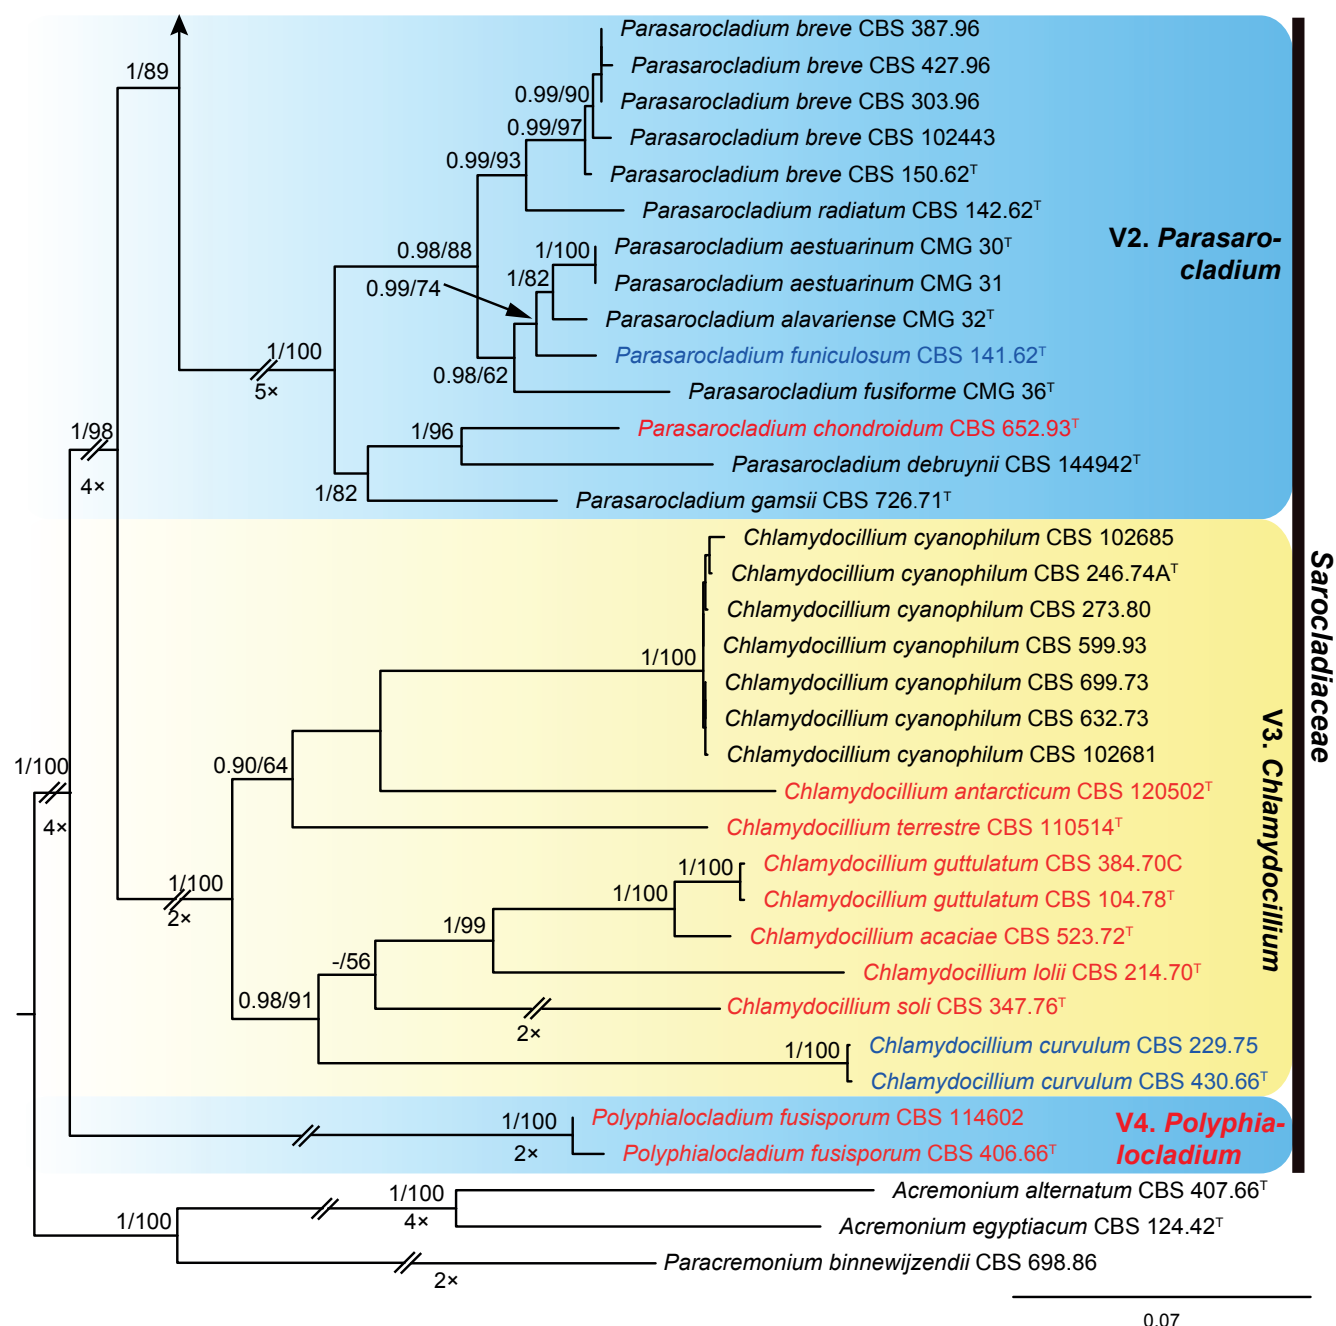 Parasarocladium breve CBS 387.96
1/89
Parasarocladium breve CBS 427.96
0.99/90
Parasarocladium breve CBS 303.96
0.99/97
Parasarocladium breve CBS 102443
0.99/93
Parasarocladium breve CBS 150.62ᵀ
Parasarocladium radiatum CBS 142.62ᵀ
V2. Parasaro-
cladium
0.98/88
1/100
Parasarocladium aestuarinum CMG 30ᵀ
1/82
Parasarocladium aestuarinum CMG 31
0.99/74
Parasarocladium alavariense CMG 32ᵀ
1/100
5×
Parasarocladium funiculosum CBS 141.62ᵀ
0.98/62
Parasarocladium fusiforme CMG 36ᵀ
1/98
4×
1/96
Parasarocladium chondroidum CBS 652.93ᵀ
Parasarocladium debruynii CBS 144942ᵀ
1/82
Parasarocladium gamsii CBS 726.71ᵀ
Chlamydocillium cyanophilum CBS 102685
Chlamydocillium cyanophilum CBS 246.74Aᵀ
Chlamydocillium cyanophilum CBS 273.80
Chlamydocillium cyanophilum CBS 599.93
1/100
Chlamydocillium cyanophilum CBS 699.73
Chlamydocillium cyanophilum CBS 632.73
Chlamydocillium cyanophilum CBS 102681
Sarocladiaceae
V3. Chlamydocillium
1/100
4×
0.90/64
Chlamydocillium antarcticum CBS 120502ᵀ
Chlamydocillium terrestre CBS 110514ᵀ
1/100
Chlamydocillium guttulatum CBS 384.70C
1/100
2×
1/100
Chlamydocillium guttulatum CBS 104.78ᵀ
1/99
Chlamydocillium acaciae CBS 523.72ᵀ
-/56
Chlamydocillium lolii CBS 214.70ᵀ
0.98/91
2×
Chlamydocillium soli CBS 347.76ᵀ
1/100
Chlamydocillium curvulum CBS 229.75
Chlamydocillium curvulum CBS 430.66ᵀ
1/100
2×
Polyphialocladium fusisporum CBS 114602
Polyphialocladium fusisporum CBS 406.66ᵀ
V4. Polyphia-
locladium
1/100
4×
Acremonium alternatum CBS 407.66ᵀ
1/100
Acremonium egyptiacum CBS 124.42ᵀ
2×
Paracremonium binnewijzendii CBS 698.86
0.07